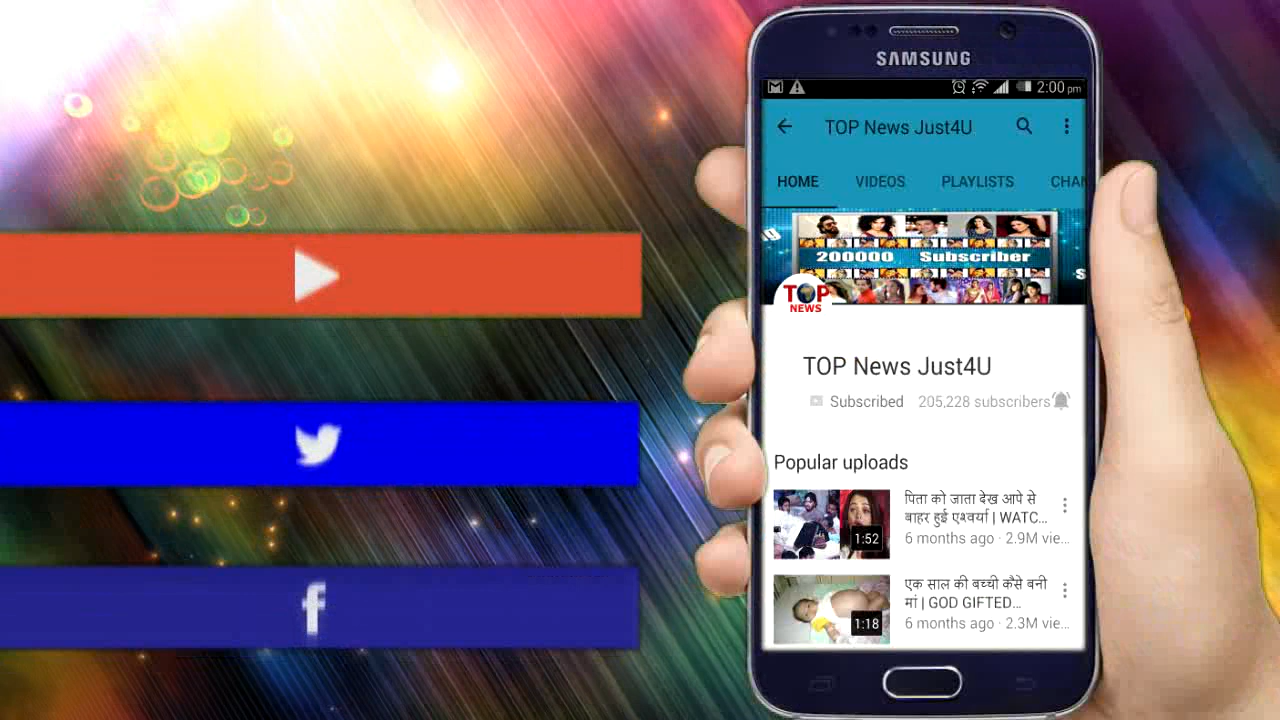 SAMSUNG
2:00 pm
TOP News Just4U
HOME VIDEOS PLAYLISTS CHAN
200000 Subscriber
TOP
NEWS
TOP News Just4U
Subscribed 205,228 subscribers
Popular uploads
पिता को जाता देख आपे से
बाहर हुई एश्वर्या | WATC...
1:52
6 months ago · 2.9M vie...
एक साल की बच्ची कैसे बनी
मां | GOD GIFTED...
1:18
6 months ago · 2.3M vie...